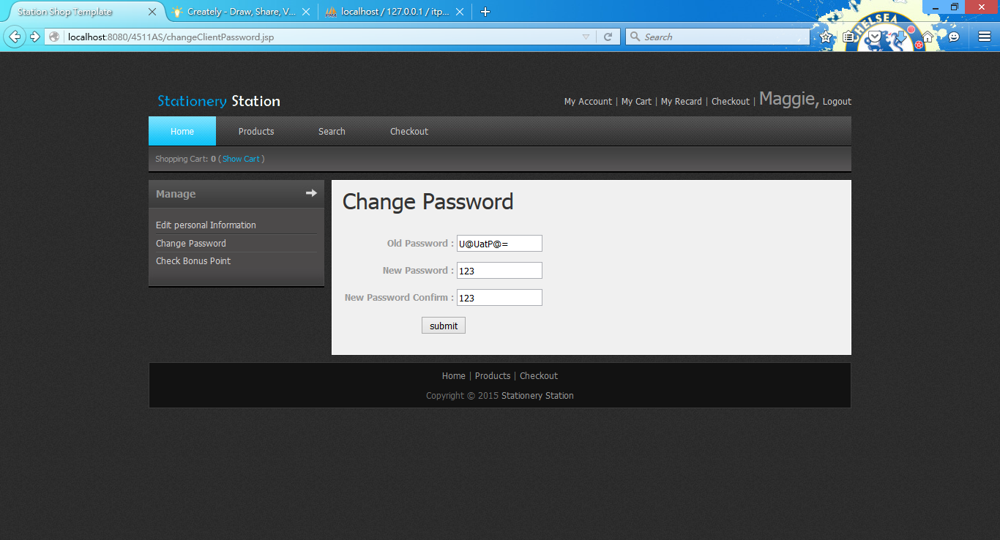 Station Shop Template
Creately - Draw, Share, V...
localhost / 127.0.0.1 / itp...
localhost:8080/4511AS/changeClientPassword.jsp
Search
CHELSEA
Stationery Station
My Account | My Cart | My Recard | Checkout | Maggie, Logout
Home Products Search Checkout
Shopping Cart: 0 ( Show Cart )
Manage
Edit personal Information
Change Password
Check Bonus Point
Change Password
Old Password : U@UatP@=
New Password : 123
New Password Confirm : 123
submit
Home | Products | Checkout
Copyright © 2015 Stationery Station